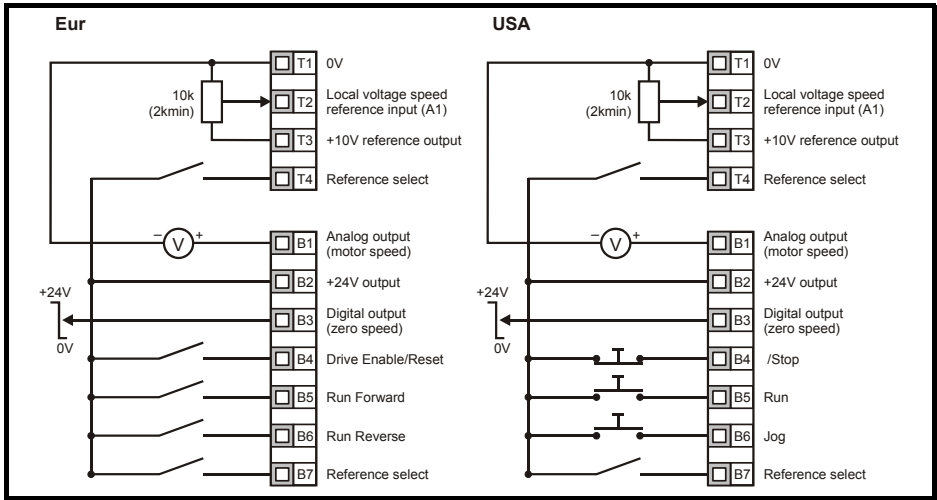 Eur
T1 0V
10k
(2kmin)
T2 Local voltage speed
reference input (A1)
T3 +10V reference output
T4 Reference select
– V +
B1 Analog output
(motor speed)
B2 +24V output
+24V
0V
B3 Digital output
(zero speed)
B4 Drive Enable/Reset
B5 Run Forward
B6 Run Reverse
B7 Reference select
USA
T1 0V
10k
(2kmin)
T2 Local voltage speed
reference input (A1)
T3 +10V reference output
T4 Reference select
– V +
B1 Analog output
(motor speed)
B2 +24V output
+24V
0V
B3 Digital output
(zero speed)
B4 /Stop
B5 Run
B6 Jog
B7 Reference select